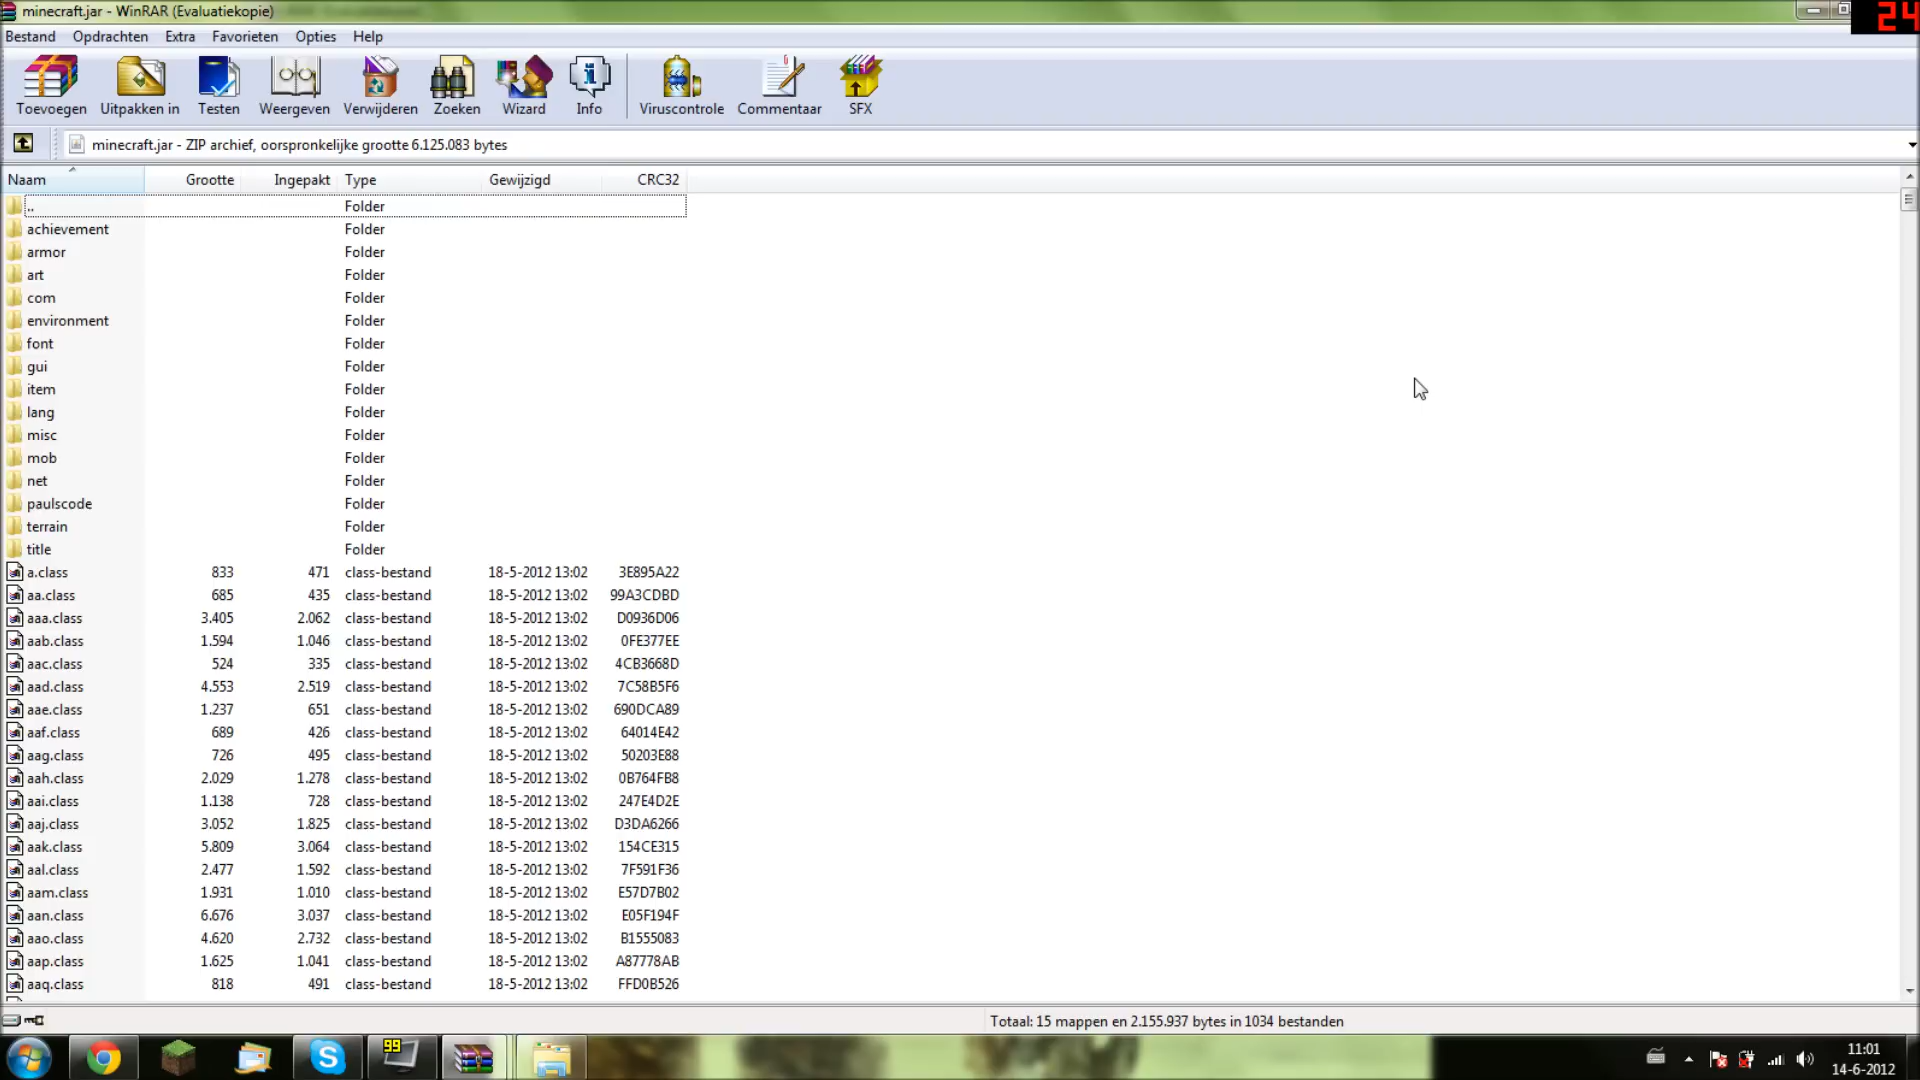 minecraft.jar - WinRAR (Evaluatiekopie)
24
Bestand Opdrachten Extra Favorieten Opties Help
Toevoegen Uitpakken in Testen Weergeven Verwijderen Zoeken Wizard Info Viruscontrole Commentaar SFX
minecraft.jar - ZIP archief, oorspronkelijke grootte 6.125.083 bytes
Naam Grootte Ingepakt Type Gewijzigd CRC32
.. Folder
achievement Folder
armor Folder
art Folder
com Folder
environment Folder
font Folder
gui Folder
item Folder
lang Folder
misc Folder
mob Folder
net Folder
paulscode Folder
terrain Folder
title Folder
a.class 833 471 class-bestand 18-5-2012 13:02 3E895A22
aa.class 685 435 class-bestand 18-5-2012 13:02 99A3CDBD
aaa.class 3.405 2.062 class-bestand 18-5-2012 13:02 D0936D06
aab.class 1.594 1.046 class-bestand 18-5-2012 13:02 0FE377EE
aac.class 524 335 class-bestand 18-5-2012 13:02 4CB3668D
aad.class 4.553 2.519 class-bestand 18-5-2012 13:02 7C58B5F6
aae.class 1.237 651 class-bestand 18-5-2012 13:02 690DCA89
aaf.class 689 426 class-bestand 18-5-2012 13:02 64014E42
aag.class 726 495 class-bestand 18-5-2012 13:02 50203E88
aah.class 2.029 1.278 class-bestand 18-5-2012 13:02 0B764FB8
aai.class 1.138 728 class-bestand 18-5-2012 13:02 247E4D2E
aaj.class 3.052 1.825 class-bestand 18-5-2012 13:02 D3DA6266
aak.class 5.809 3.064 class-bestand 18-5-2012 13:02 154CE315
aal.class 2.477 1.592 class-bestand 18-5-2012 13:02 7F591F36
aam.class 1.931 1.010 class-bestand 18-5-2012 13:02 E57D7B02
aan.class 6.676 3.037 class-bestand 18-5-2012 13:02 E05F194F
aao.class 4.620 2.732 class-bestand 18-5-2012 13:02 B1555083
aap.class 1.625 1.041 class-bestand 18-5-2012 13:02 A87778AB
aaq.class 818 491 class-bestand 18-5-2012 13:02 FFD0B526
Totaal: 15 mappen en 2.155.937 bytes in 1034 bestanden
99
11:01
14-6-2012